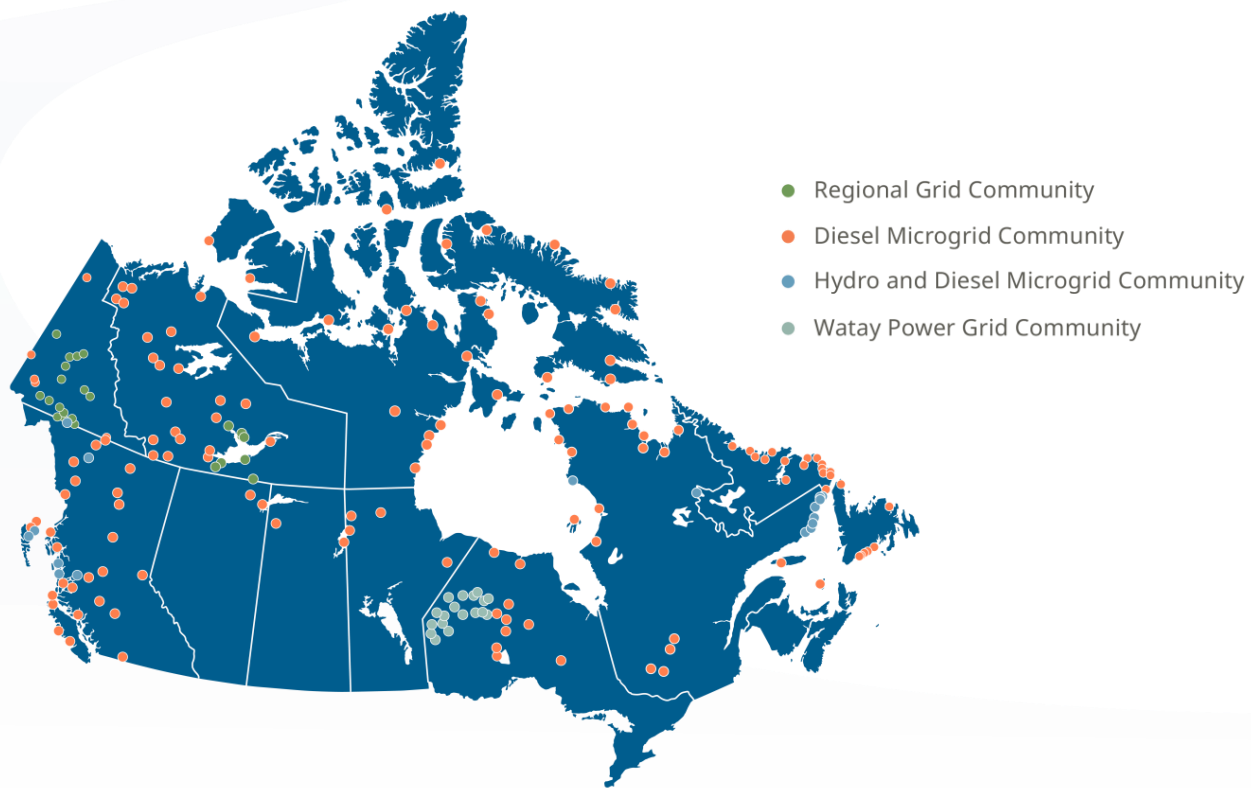 Regional Grid Community
Diesel Microgrid Community
Hydro and Diesel Microgrid Community
Watay Power Grid Community